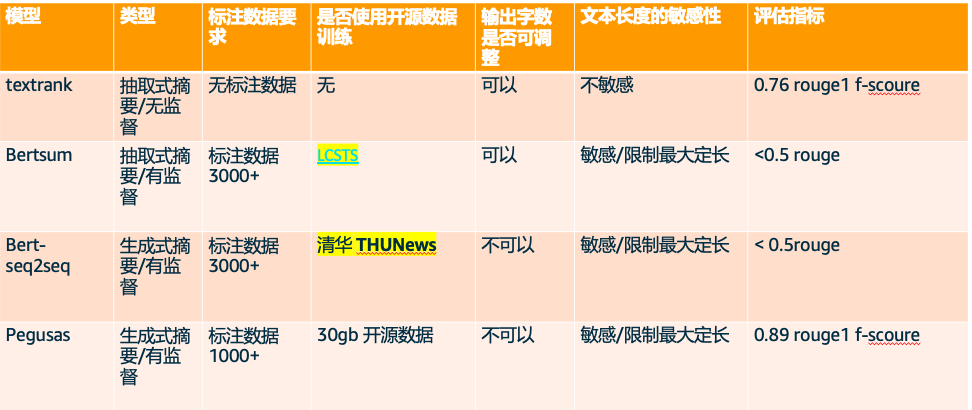 模型 类型 标注数据要 是否使用开源数据 输出字数 文本长度的敏感性 评估指标
求 训练 是否可调
整
textrank 抽取式摘 无标注数据 无 可以 不敏感 0.76 rouge1 f-scoure
要/无监
督
Bertsum 抽取式摘 标注数据 LCSTS 可以 敏感/限制最大定长 <0.5 rouge
要/有监 3000+
督
Bert- 生成式摘 标注数据 清华 THUNews 不可以 敏感/限制最大定长 < 0.5rouge
seq2seq 要/有监 3000+
督
Pegusas 生成式摘 标注数据 30gb 开源数据 不可以 敏感/限制最大定长 0.89 rouge1 f-scoure
要/有监 1000+
督